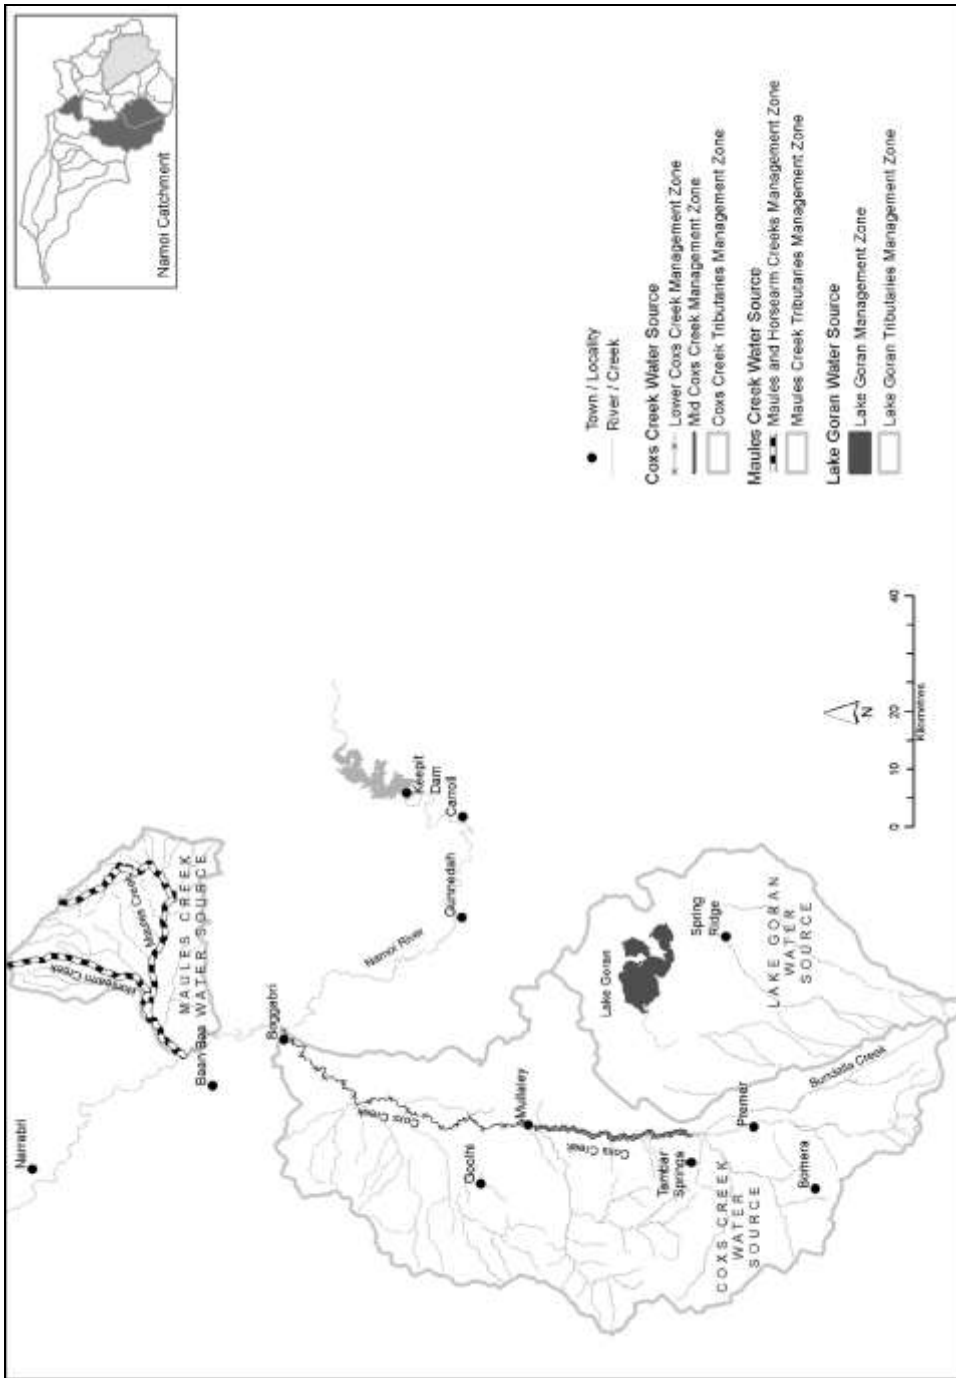 Namoi Catchment
Narrabri
Horsearm Creek
Maules Creek
MAULES CREEK
WATER SOURCE
Baan Baa
Boggabri
Namoi River
Gunnedah
Carroll
Keepit
Dam
Coxs Creek
Goolhi
Mullaley
Coxs Creek
Tambar
Springs
Premer
Bomera
COXS CREEK
WATER
SOURCE
Bundella Creek
Lake Goran
Spring
Ridge
LAKE GORAN
WATER
SOURCE
Town / Locality
River / Creek
Coxs Creek Water Source
Lower Coxs Creek Management Zone
Mid Coxs Creek Management Zone
Coxs Creek Tributaries Management Zone
Maules Creek Water Source
Maules and Horsearm Creeks Management Zone
Maules Creek Tributaries Management Zone
Lake Goran Water Source
Lake Goran Management Zone
Lake Goran Tributaries Management Zone
N
0 10 20 40
Kilometres